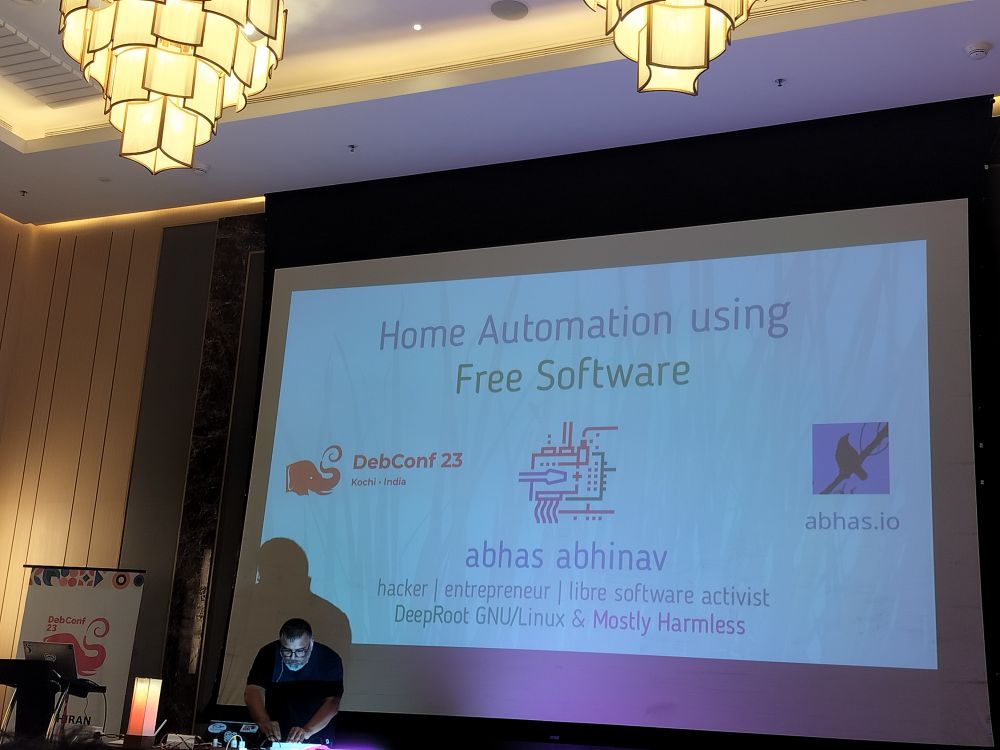 Home Automation using
Free Software
DebConf 23
Kochi · India
abhas.io
abhas abhinav
hacker | entrepreneur | libre software activist
DeepRoot GNU/Linux & Mostly Harmless
DebConf
23